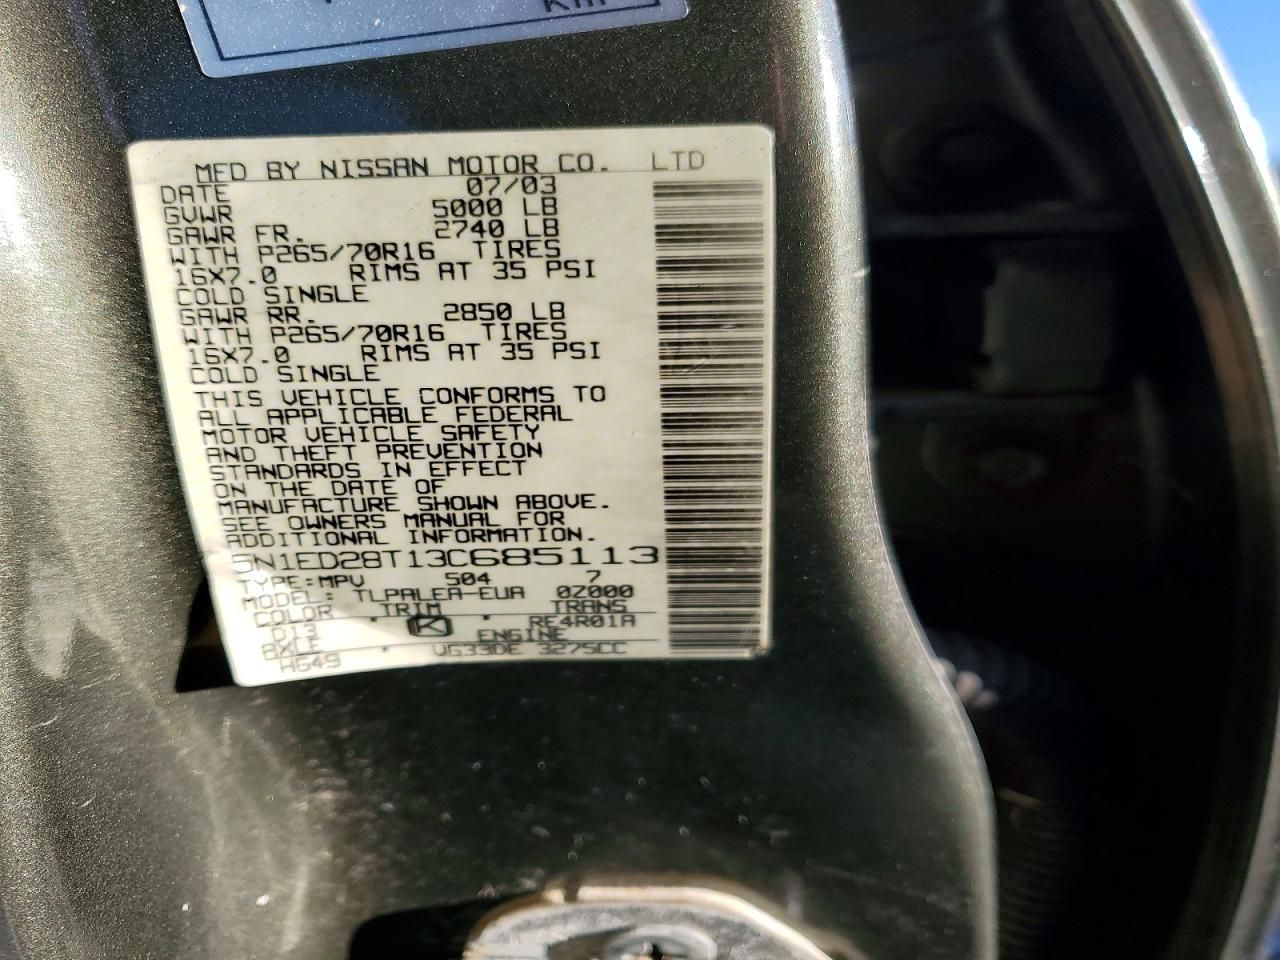 km
MFD BY NISSAN MOTOR CO. LTD
DATE 07/03
GVWR 5000 LB
GAWR FR. 2740 LB
WITH P265/70R16 TIRES
16X7.0 RIMS AT 35 PSI
COLD SINGLE
GAWR RR. 2850 LB
WITH P265/70R16 TIRES
16X7.0 RIMS AT 35 PSI
COLD SINGLE
THIS VEHICLE CONFORMS TO
ALL APPLICABLE FEDERAL
MOTOR VEHICLE SAFETY
AND THEFT PREVENTION
STANDARDS IN EFFECT
ON THE DATE OF
MANUFACTURE SHOWN ABOVE.
SEE OWNERS MANUAL FOR
ADDITIONAL INFORMATION.
5N1ED28T13C685113
TYPE:MPV 504 7
MODEL: TLPALEA-EUA 0Z000
COLOR TRIM TRANS
D13 K RE4R01A
AXLE ENGINE
HG49 VG33DE 3275CC